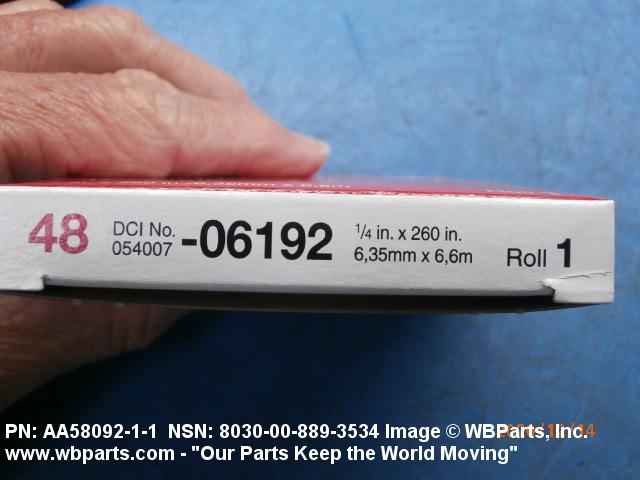 48 DCI No. 054007 -06192 1/4 in. x 260 in. 6,35mm x 6,6m Roll 1
PN: AA58092-1-1 NSN: 8030-00-889-3534 Image © WBParts, Inc.
www.wbparts.com - "Our Parts Keep the World Moving"